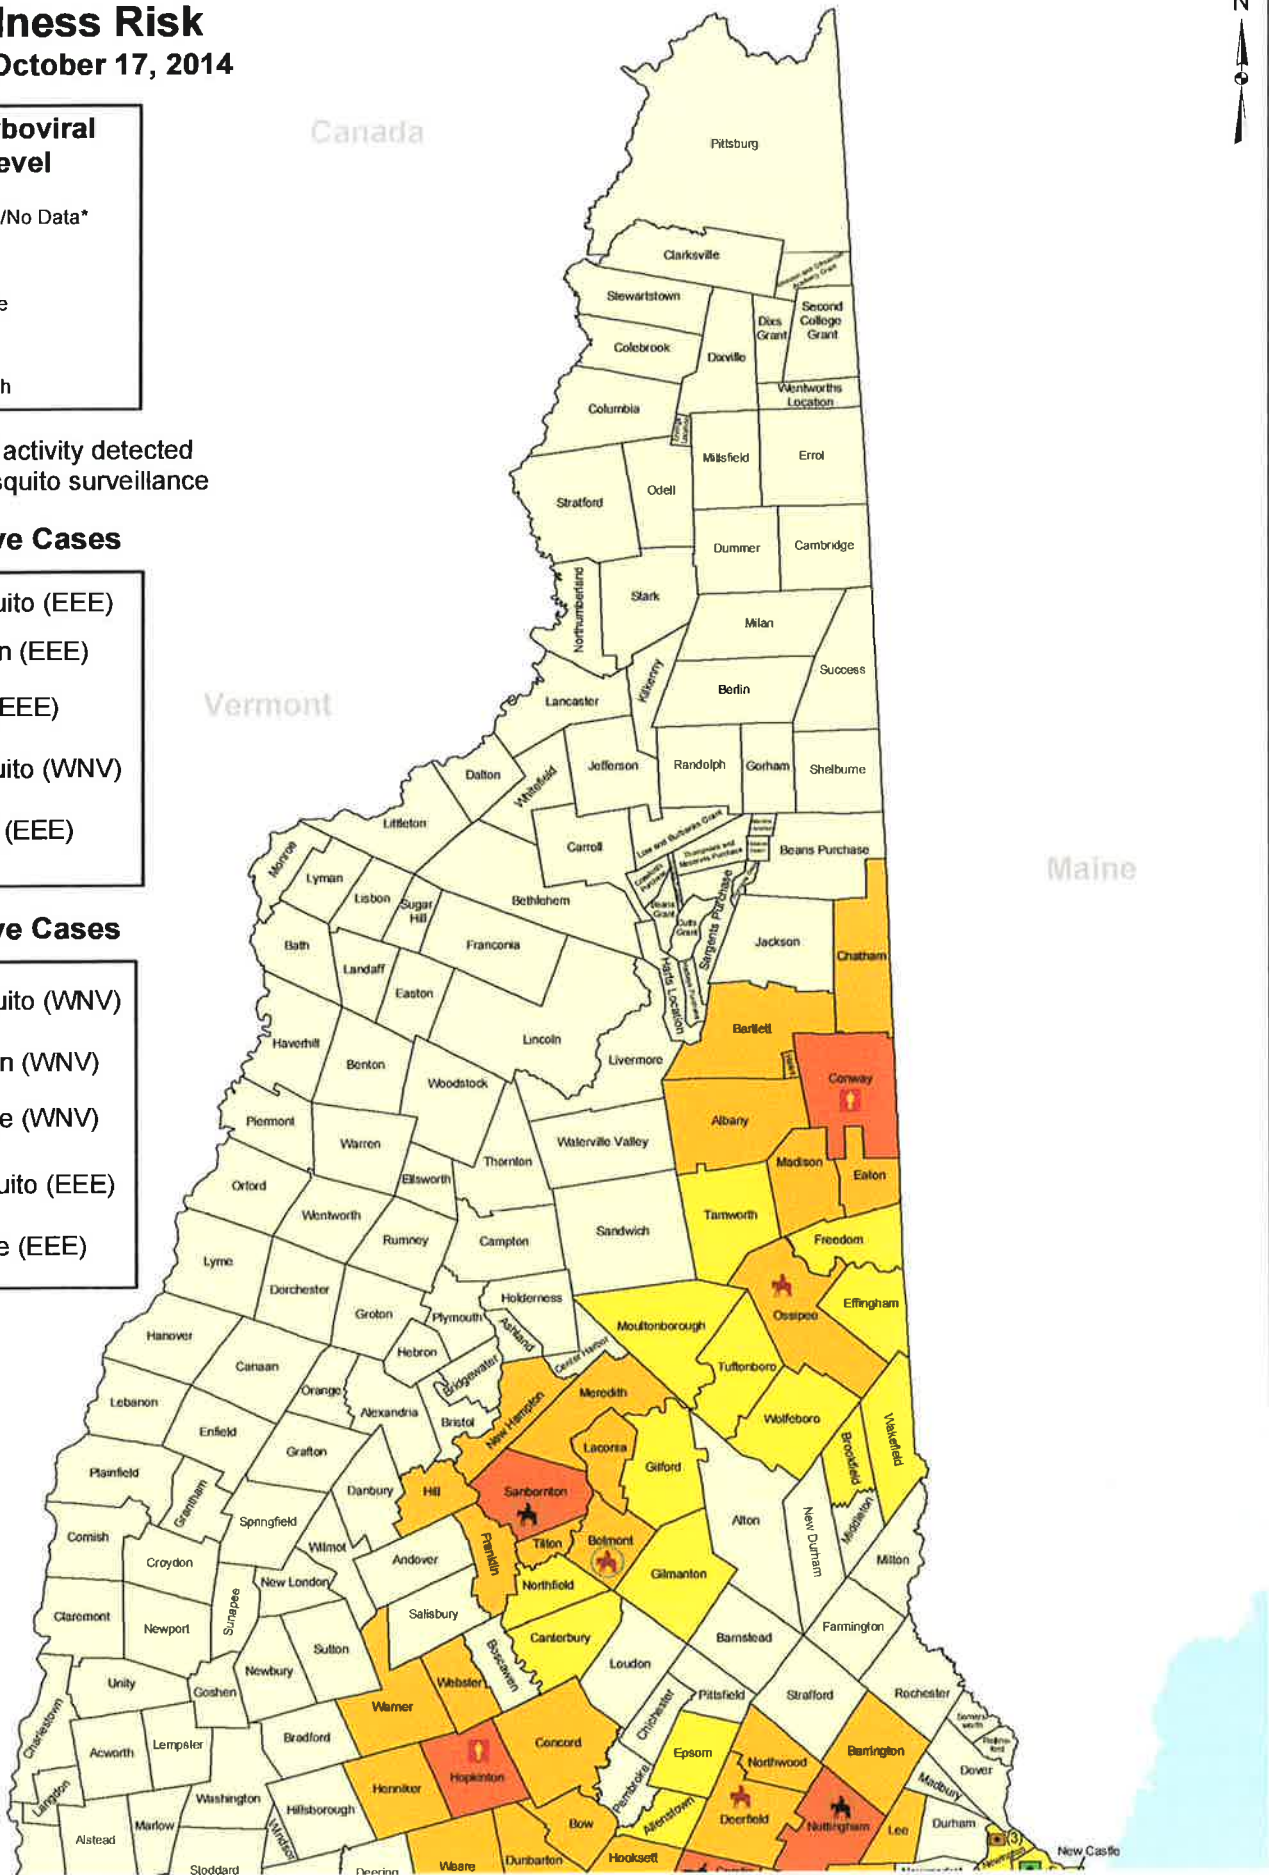 lness Risk
October 17, 2014
N
boviral
evel
/No Data*
e
h
activity detected
squito surveillance
ve Cases
uito (EEE)
n (EEE)
EEE)
uito (WNV)
(EEE)
ve Cases
uito (WNV)
n (WNV)
e (WNV)
uito (EEE)
e (EEE)
Canada
Vermont
Maine
Pittsburg
Clarksville
Stewartstown
Dixs
Grant
Second
College
Grant
Colebrook
Dixville
Wentworths
Location
Columbia
Millsfield
Errol
Odell
Stratford
Dummer
Cambridge
Northumberland
Stark
Milan
Success
Kilkenny
Berlin
Lancaster
Jefferson
Randolph
Gorham
Shelburne
Dalton
Whitefield
Littleton
Carroll
Low and Burbanks Grant
Beans Purchase
Monroe
Lyman
Lisbon
Sugar
Hill
Bethlehem
Beans
Grant
Cutts
Grant
Sargents Purchase
Bath
Franconia
Jackson
Chatham
Landaff
Easton
Harts Location
Lincoln
Bartlett
Haverhill
Benton
Livermore
Conway
Woodstock
Piermont
Warren
Waterville Valley
Albany
Thornton
Madison
Eaton
Ellsworth
Orford
Wentworth
Sandwich
Tamworth
Rumney
Campton
Freedom
Lyme
Dorchester
Holderness
Groton
Plymouth
Ashland
Moultonborough
Ossipee
Effingham
Hanover
Hebron
Center Harbor
Canaan
Bridgewater
Tuftonboro
Orange
Meredith
Lebanon
Alexandria
Bristol
New Hampton
Wolfeboro
Wakefield
Enfield
Grafton
Laconia
Brookfield
Plainfield
Gilford
Grantham
Danbury
Hill
Sanbornton
Springfield
Alton
New Durham
Middleton
Cornish
Wilmot
Tilton
Belmont
Croydon
Andover
Franklin
Milton
New London
Northfield
Gilmanton
Claremont
Sunapee
Salisbury
Newport
Farmington
Sutton
Canterbury
Barnstead
Boscawen
Loudon
Newbury
Unity
Goshen
Webster
Pittsfield
Strafford
Rochester
Charlestown
Warner
Chichester
Bradford
Concord
Acworth
Lempster
Epsom
Northwood
Barrington
Hopkinton
Dover
Langdon
Washington
Henniker
Pembroke
Madbury
Hillsborough
Allenstown
Deerfield
Nottingham
Lee
Durham
Alstead
Marlow
Windsor
Bow
(3)
New Castle
Stoddard
Deering
Weare
Dunbarton
Hooksett
Newington